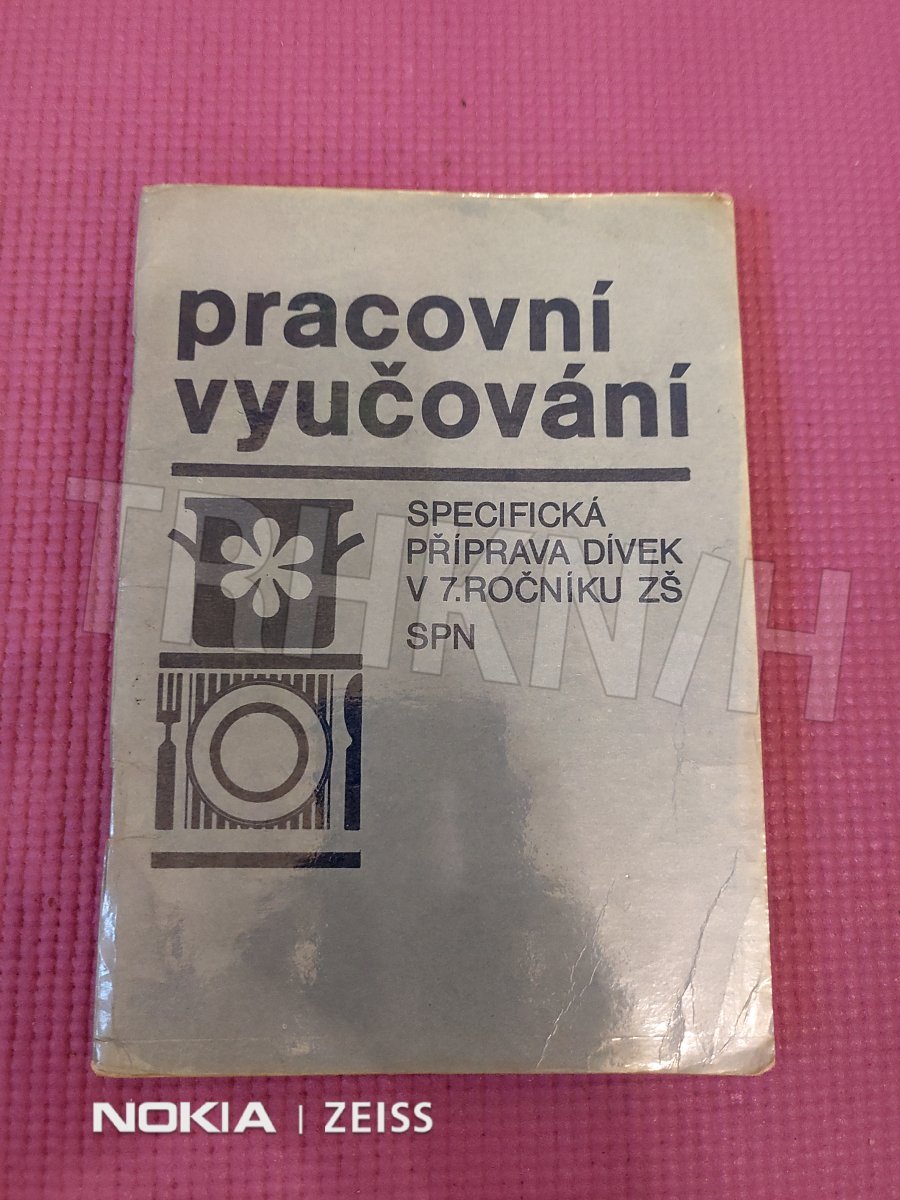 pracovní
vyučování
SPECIFICKÁ
PŘÍPRAVA DÍVEK
V 7.ROČNÍKU ZŠ
SPN
TRHKNIH
NOKIA | ZEISS